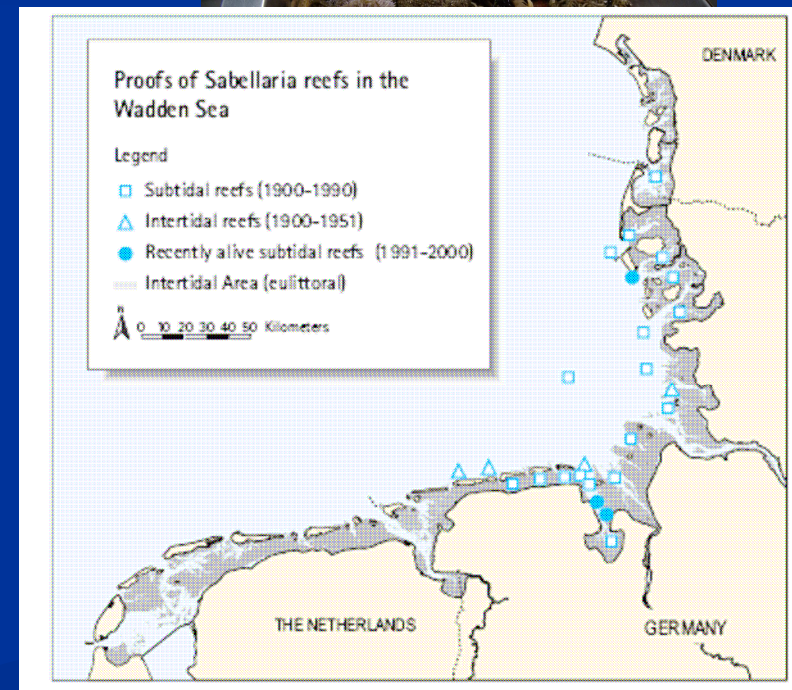 Proofs of Sabellaria reefs in the
Wadden Sea
Legend
Subtidal reefs (1900-1990)
Intertidal reefs (1900-1951)
Recently alive subtidal reefs (1991-2000)
Intertidal Area (eulittoral)
N
0 10 20 30 40 50 Kilometers
DENMARK
THE NETHERLANDS
GERMANY